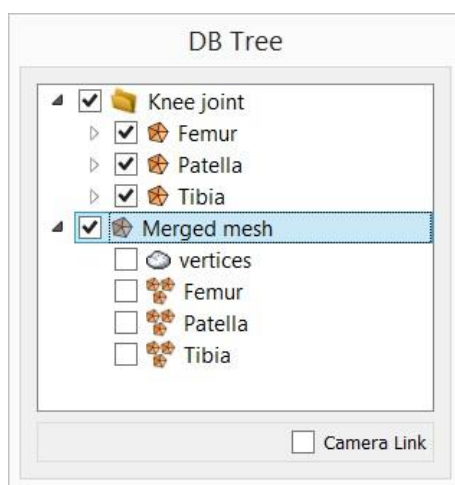 DB Tree
Knee joint
Femur
Patella
Tibia
Merged mesh
vertices
Femur
Patella
Tibia
Camera Link